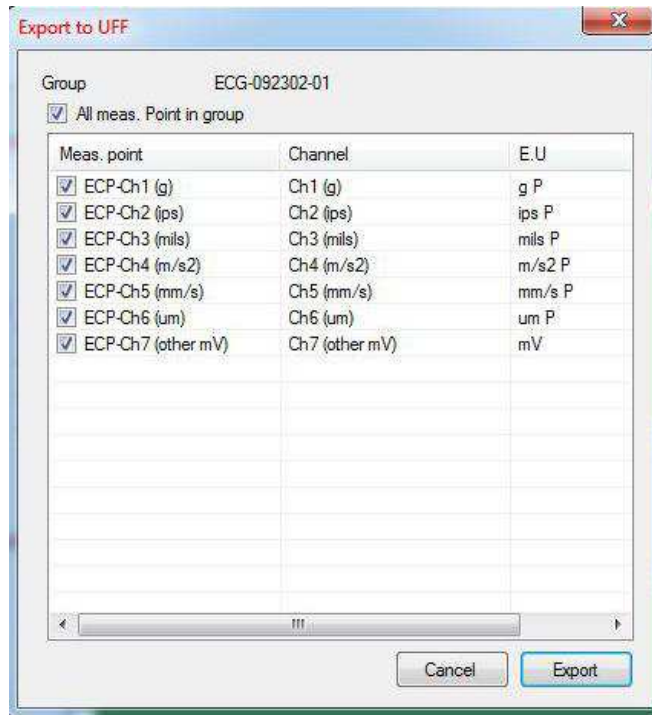 Export to UFF
Group ECG-092302-01
All meas. Point in group
Meas. point Channel E.U
ECP-Ch1 (g) Ch1 (g) g P
ECP-Ch2 (ips) Ch2 (ips) ips P
ECP-Ch3 (mils) Ch3 (mils) mils P
ECP-Ch4 (m/s2) Ch4 (m/s2) m/s2 P
ECP-Ch5 (mm/s) Ch5 (mm/s) mm/s P
ECP-Ch6 (um) Ch6 (um) um P
ECP-Ch7 (other mV) Ch7 (other mV) mV
Cancel Export